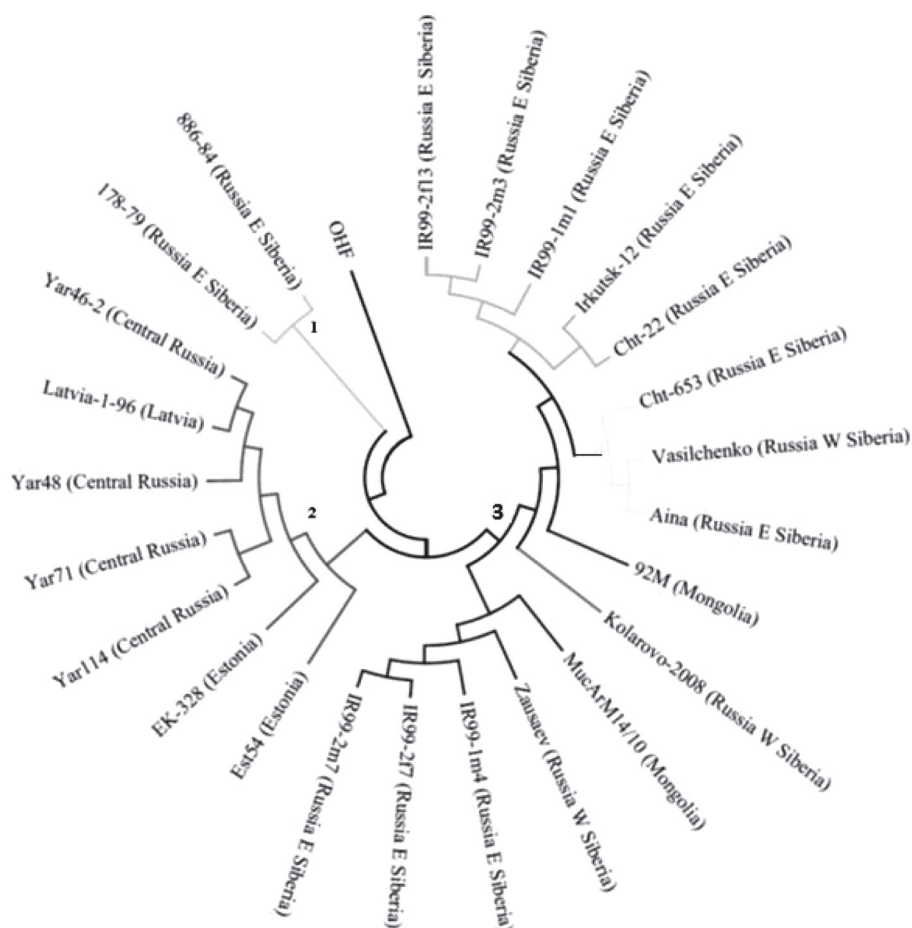 IR99-2f13 (Russia E Siberia)
IR99-2m3 (Russia E Siberia)
IR99-1m1 (Russia E Siberia)
Irkutsk-12 (Russia E Siberia)
Cht-22 (Russia E Siberia)
Cht-653 (Russia E Siberia)
Vasilchenko (Russia W Siberia)
Aina (Russia E Siberia)
92M (Mongolia)
Kolarovo-2008 (Russia W Siberia)
MucArM14/10 (Mongolia)
Zausaev (Russia W Siberia)
IR99-1m4 (Russia E Siberia)
IR99-2f7 (Russia E Siberia)
IR99-2m7 (Russia E Siberia)
Est54 (Estonia)
EK-328 (Estonia)
Yar114 (Central Russia)
Yar71 (Central Russia)
Yar48 (Central Russia)
Latvia-1-96 (Latvia)
Yar46-2 (Central Russia)
178-79 (Russia E Siberia)
886-84 (Russia E Siberia)
OHF
1
2
3